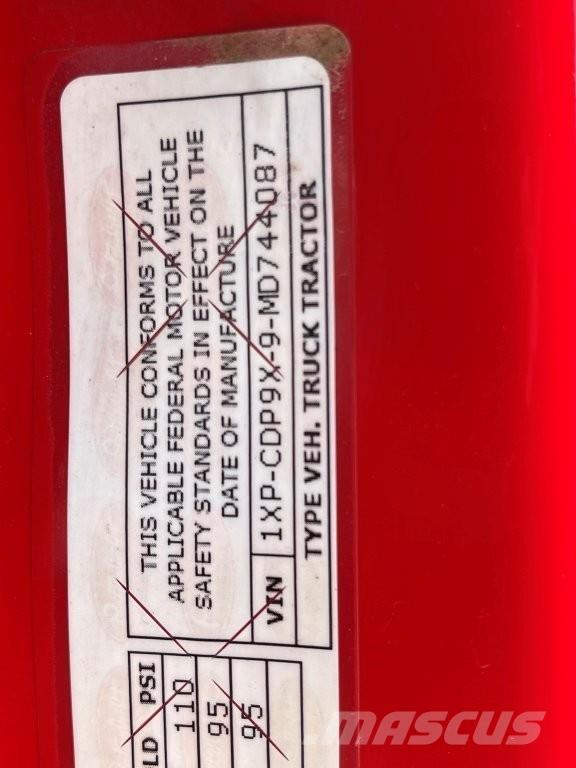 THIS VEHICLE CONFORMS TO ALL
APPLICABLE FEDERAL MOTOR VEHICLE
SAFETY STANDARDS IN EFFECT ON THE
DATE OF MANUFACTURE
VIN 1XP-CDP9X-9-MD744087
TYPE VEH. TRUCK TRACTOR
LD PSI
110
95
95
MASCUS